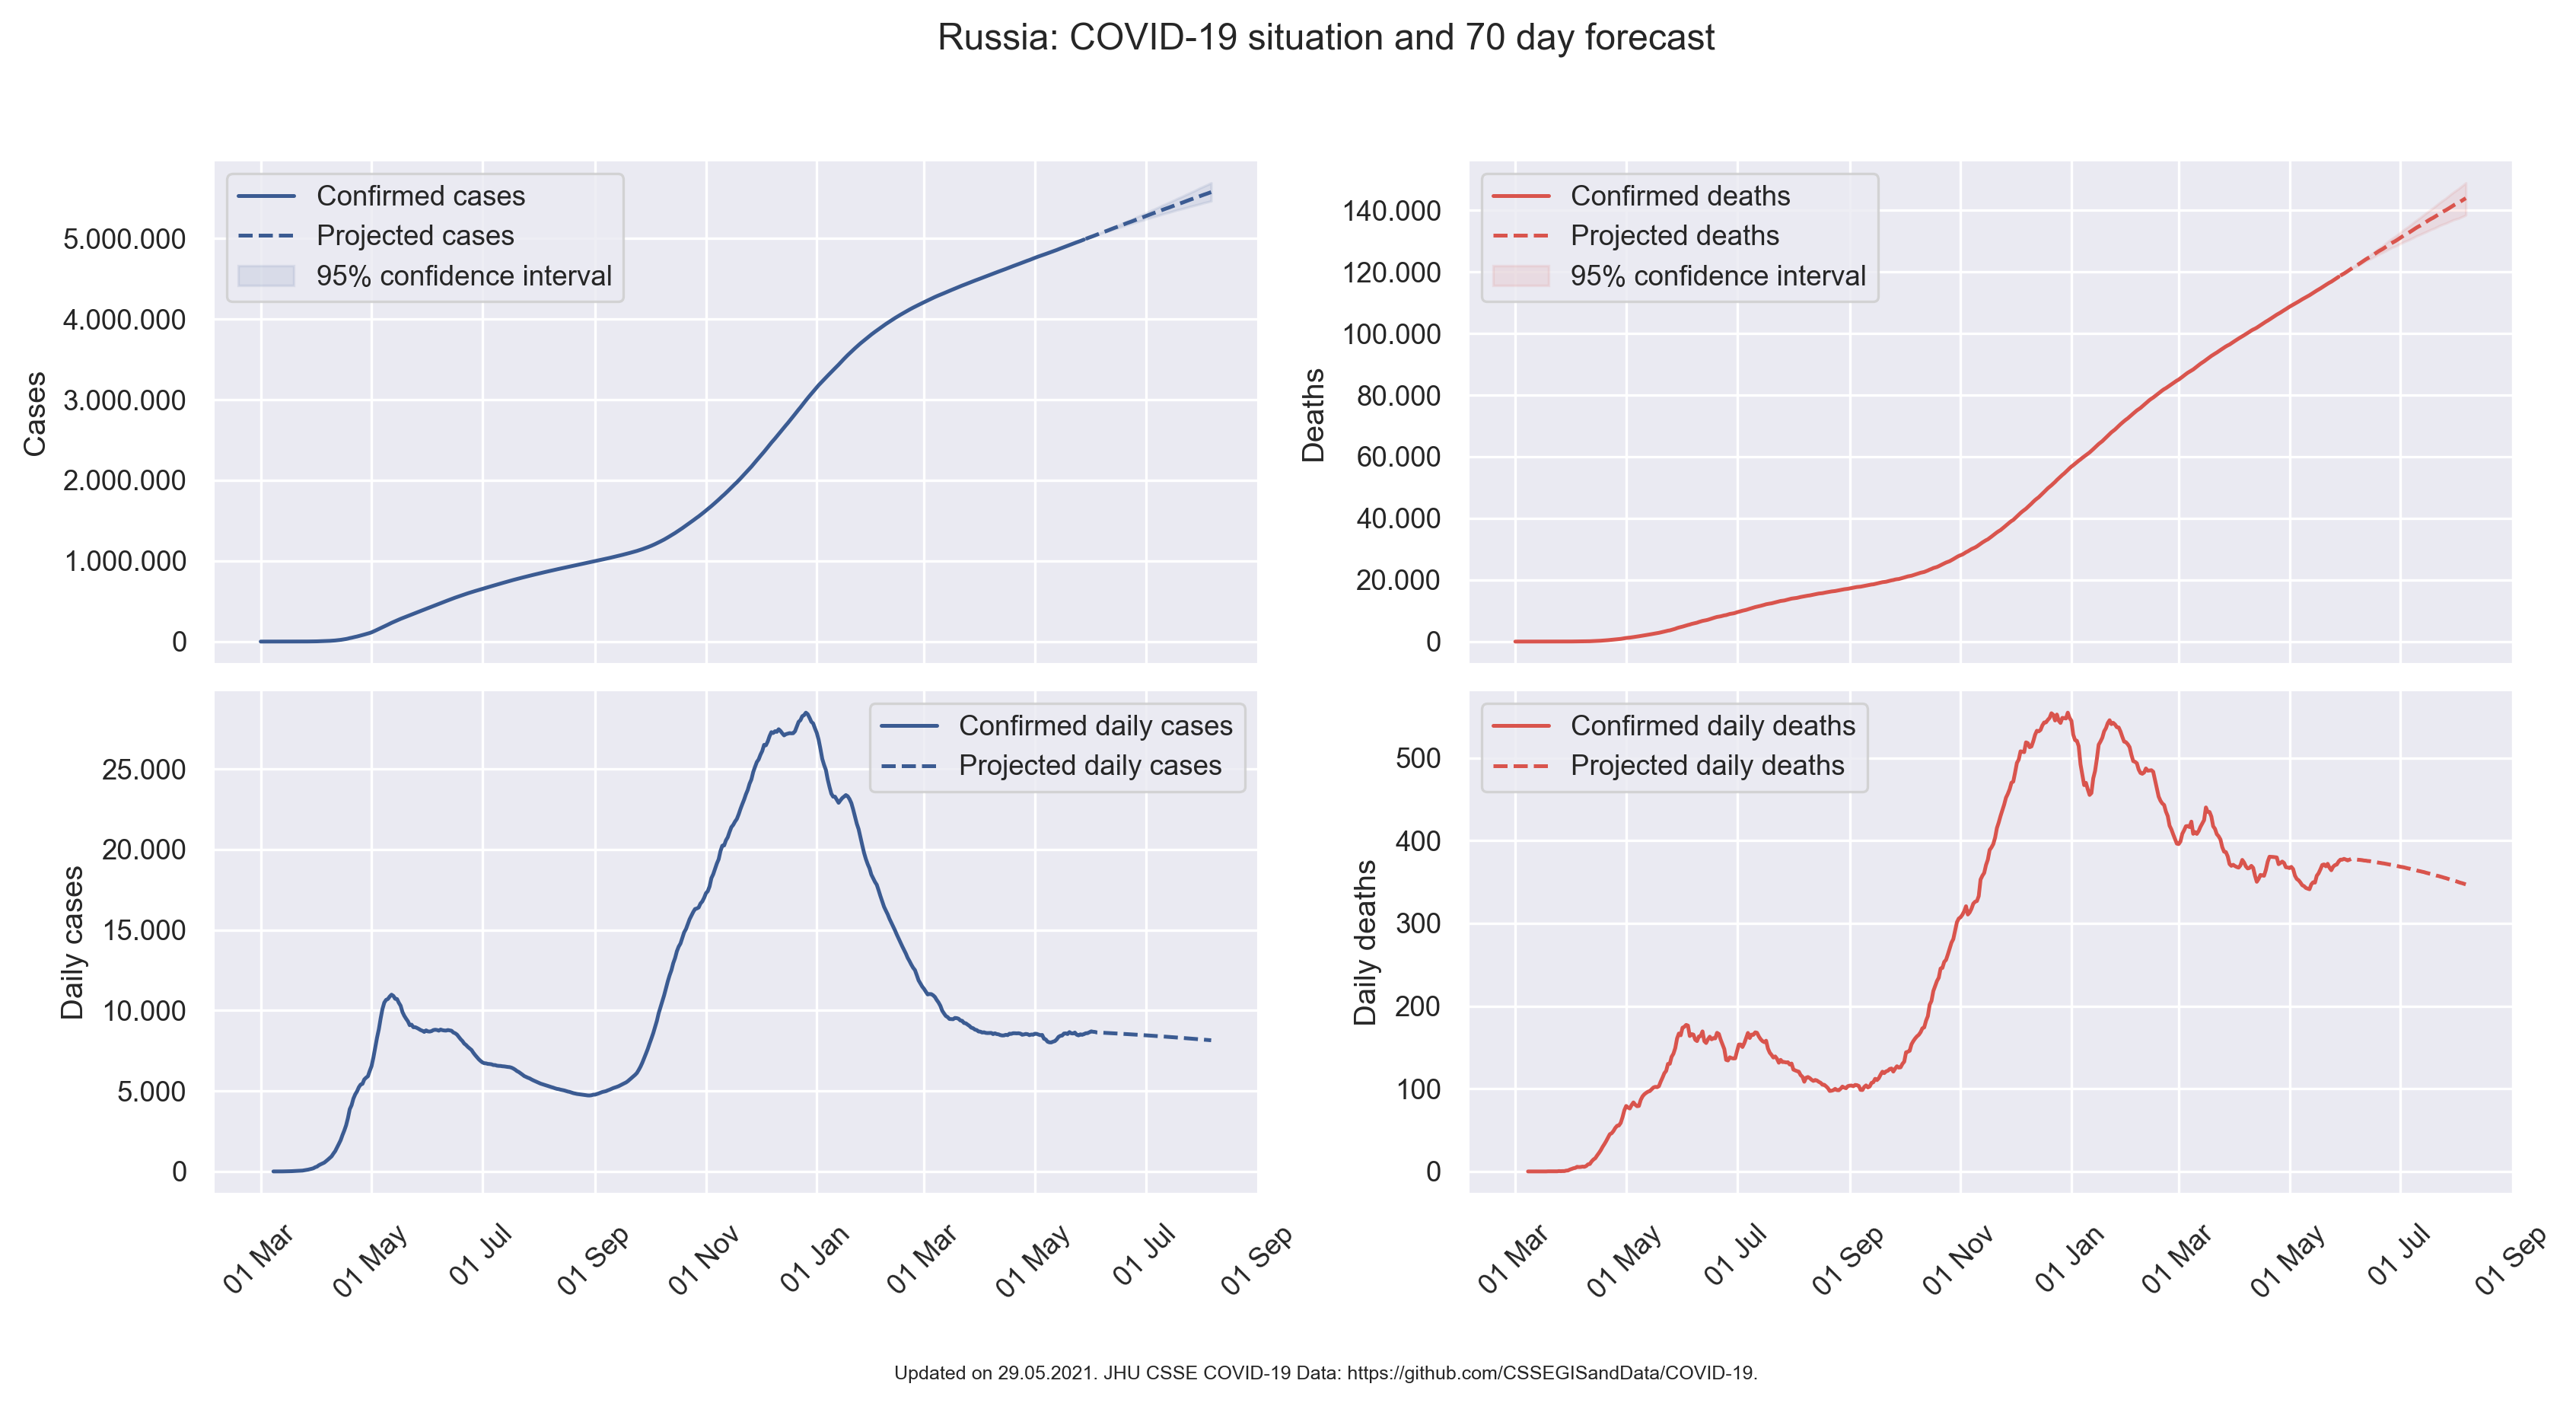 Russia: COVID-19 situation and 70 day forecast
Confirmed cases
Projected cases
95% confidence interval
Cases
5.000.000
4.000.000
3.000.000
2.000.000
1.000.000
0
Confirmed deaths
Projected deaths
95% confidence interval
Deaths
140.000
120.000
100.000
80.000
60.000
40.000
20.000
0
Confirmed daily cases
Projected daily cases
Daily cases
25.000
20.000
15.000
10.000
5.000
0
01 Mar
01 May
01 Jul
01 Sep
01 Nov
01 Jan
01 Mar
01 May
01 Jul
01 Sep
Confirmed daily deaths
Projected daily deaths
Daily deaths
500
400
300
200
100
0
01 Mar
01 May
01 Jul
01 Sep
01 Nov
01 Jan
01 Mar
01 May
01 Jul
01 Sep
Updated on 29.05.2021. JHU CSSE COVID-19 Data: https://github.com/CSSEGISandData/COVID-19.